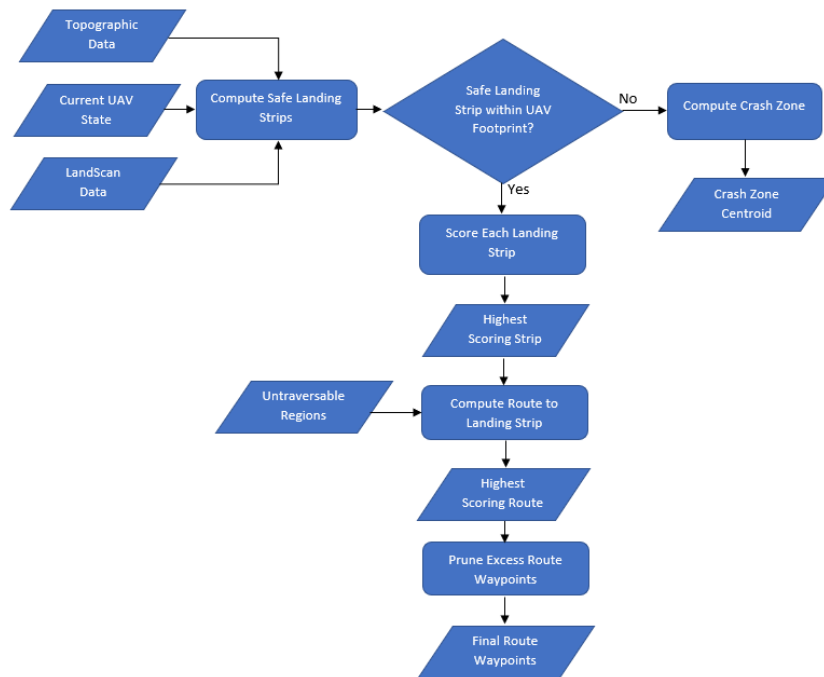 Topographic
Data
Current UAV
State
LandScan
Data
Compute Safe Landing
Strips
Safe Landing
Strip within UAV
Footprint?
No
Compute Crash Zone
Crash Zone
Centroid
Yes
Score Each Landing
Strip
Highest
Scoring Strip
Untraversable
Regions
Compute Route to
Landing Strip
Highest
Scoring Route
Prune Excess Route
Waypoints
Final Route
Waypoints